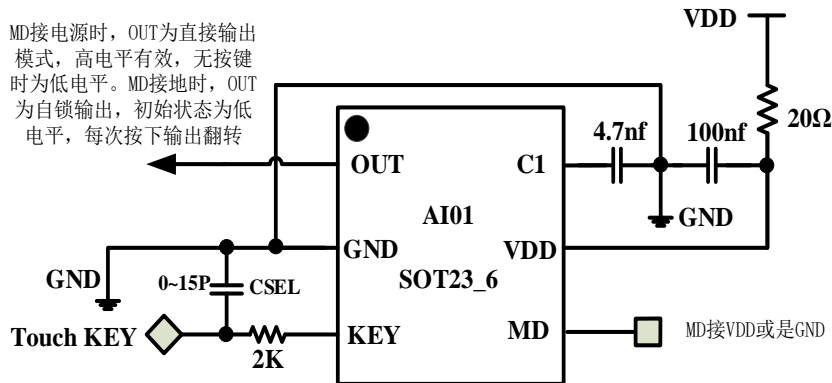 MD接电源时，OUT为直接输出
模式，高电平有效，无按键
时为低电平。MD接地时，OUT
为自锁输出，初始状态为低
电平，每次按下输出翻转
VDD
20Ω
4.7nf
100nf
OUT
C1
AI01
GND
GND
VDD
SOT23_6
GND
0~15P
CSEL
Touch KEY
2K
KEY
MD
MD接VDD或是GND